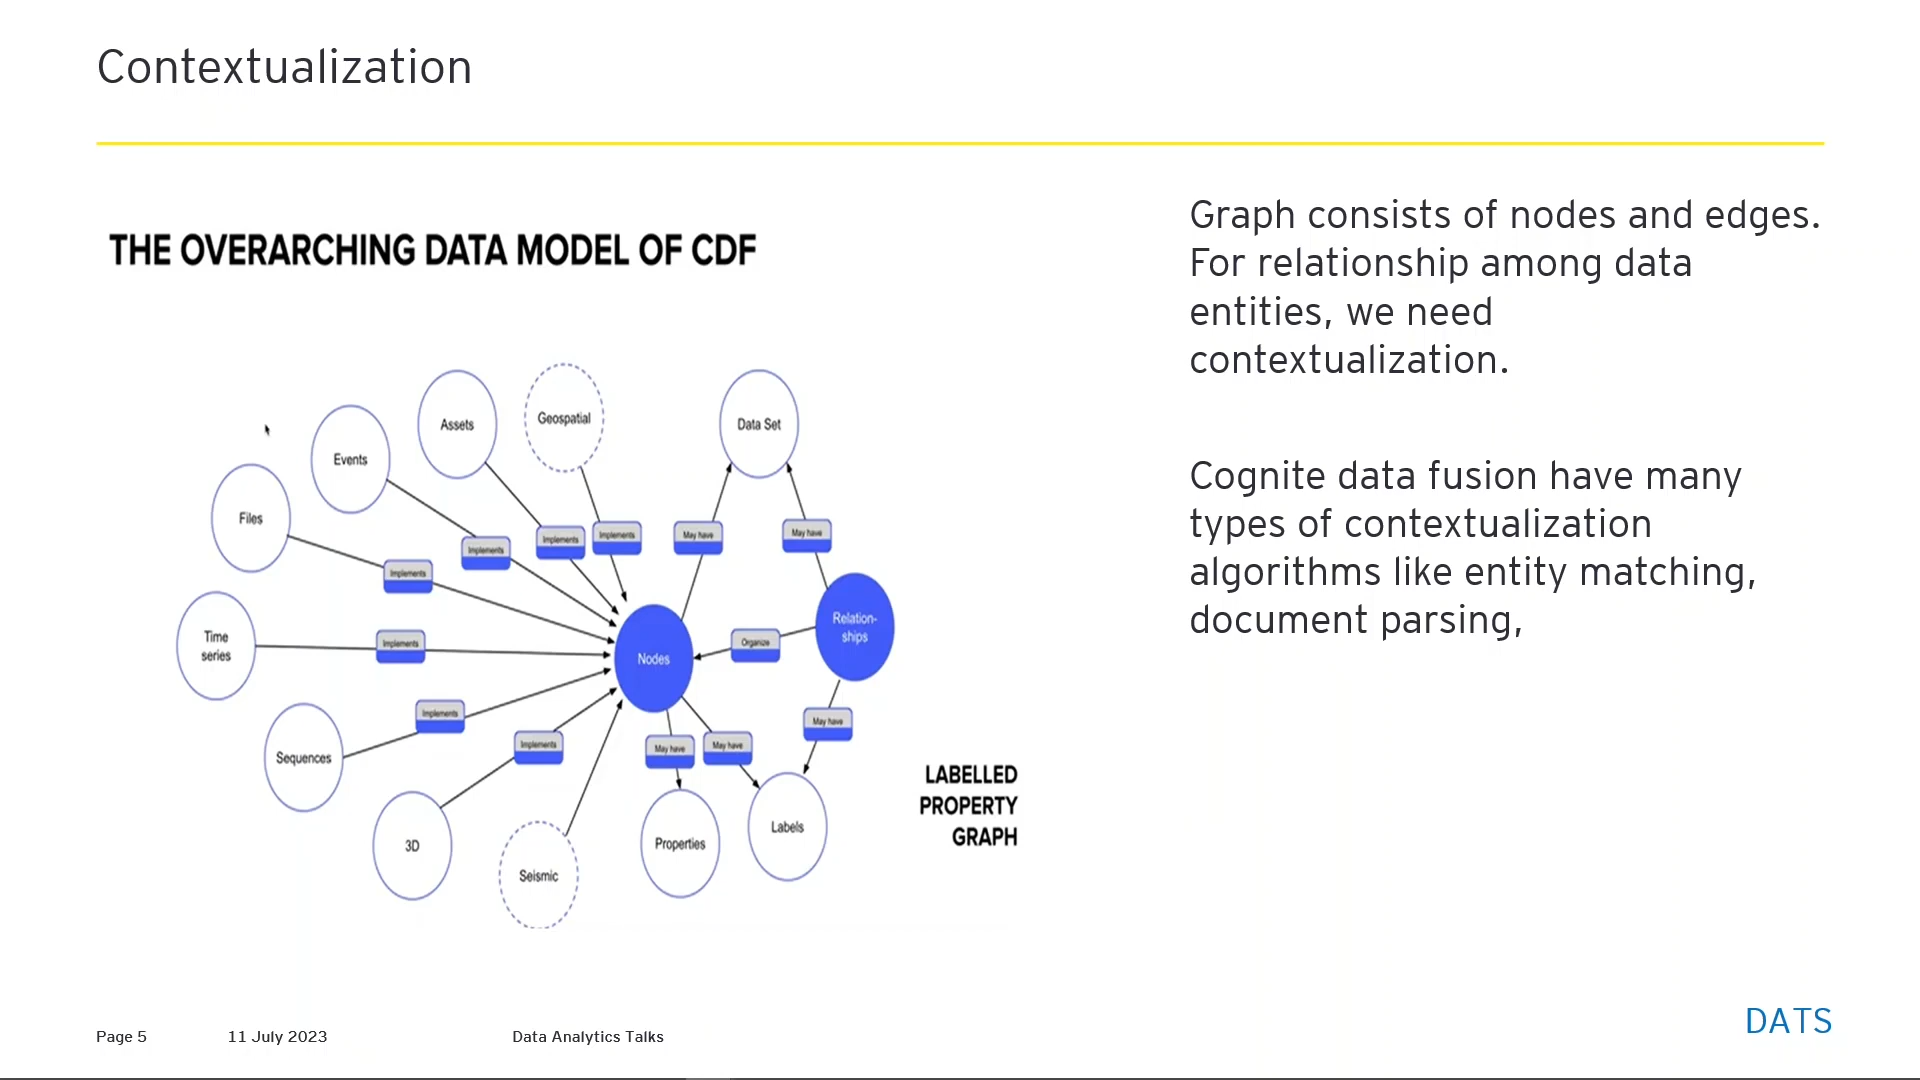 Contextualization
THE OVERARCHING DATA MODEL OF CDF
Graph consists of nodes and edges.
For relationship among data
entities, we need
contextualization.
Cognite data fusion have many
types of contextualization
algorithms like entity matching,
document parsing,
Geospatial
Assets
Data Set
Events
Files
Implements
Implements
Implements
May have
May have
Implements
Relation-
ships
Time
series
Implements
Organize
Nodes
Implements
May have
Implements
May have
May have
Sequences
Labels
3D
Properties
Seismic
LABELLED
PROPERTY
GRAPH
Page 5
11 July 2023
Data Analytics Talks
DATS